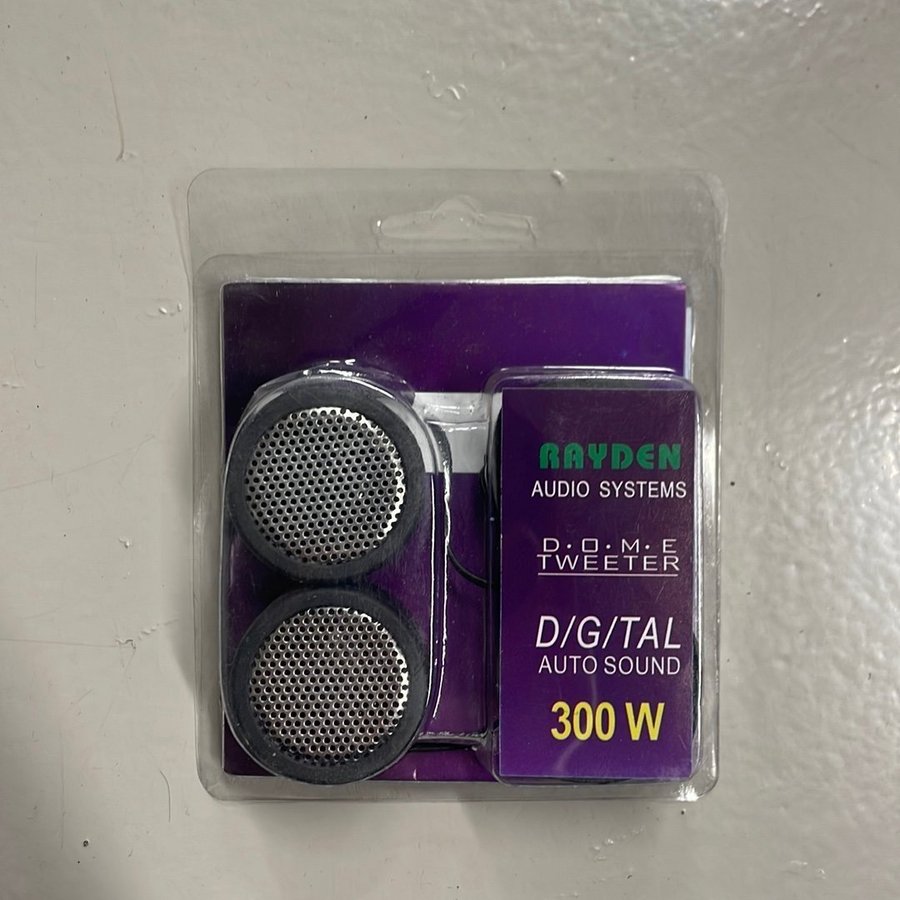 RAYDEN
AUDIO SYSTEMS
D.O.M.E
TWEETER
D/G/TAL
AUTO SOUND
300 W